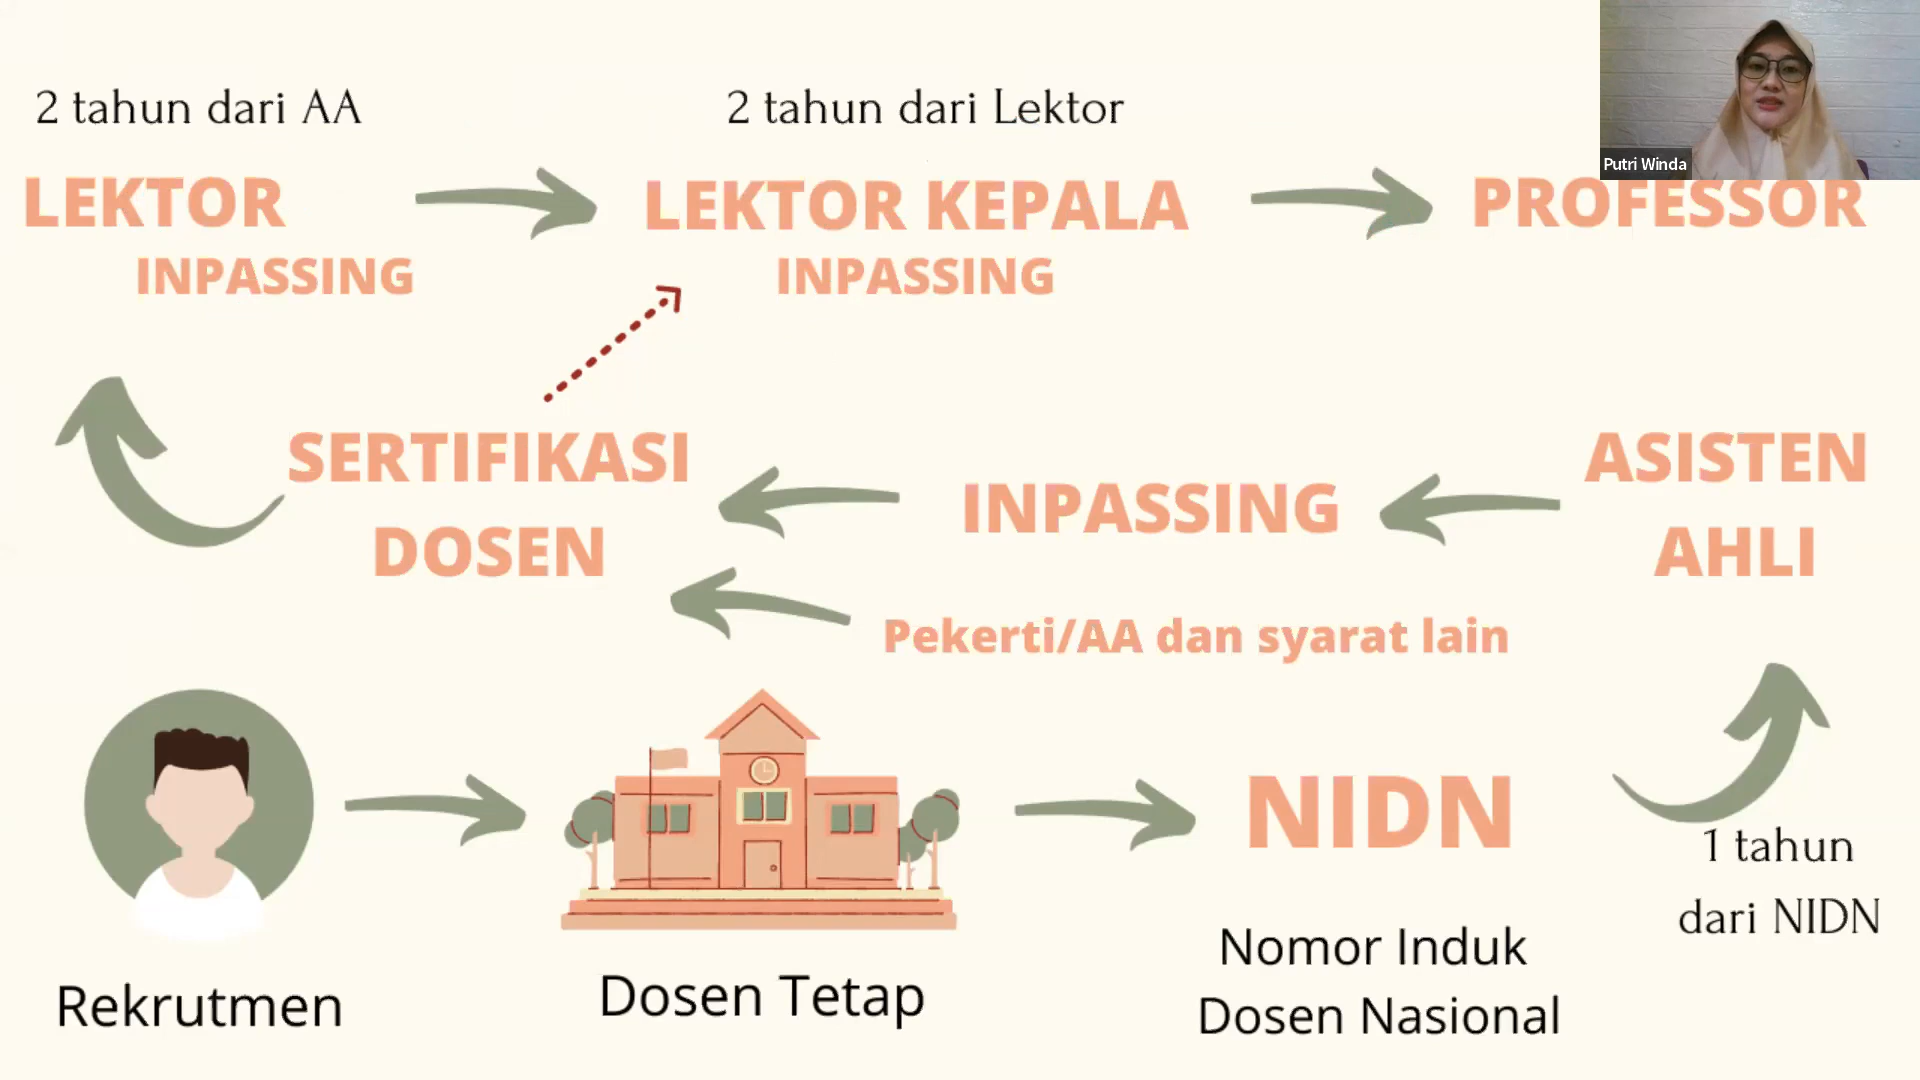 2 tahun dari AA
2 tahun dari Lektor
Putri Winda
LEKTOR
INPASSING
LEKTOR KEPALA
INPASSING
PROFESSOR
SERTIFIKASI
DOSEN
INPASSING
ASISTEN
AHLI
Pekerti/AA dan syarat lain
NIDN
1 tahun
dari NIDN
Nomor Induk
Dosen Nasional
Dosen Tetap
Rekrutmen